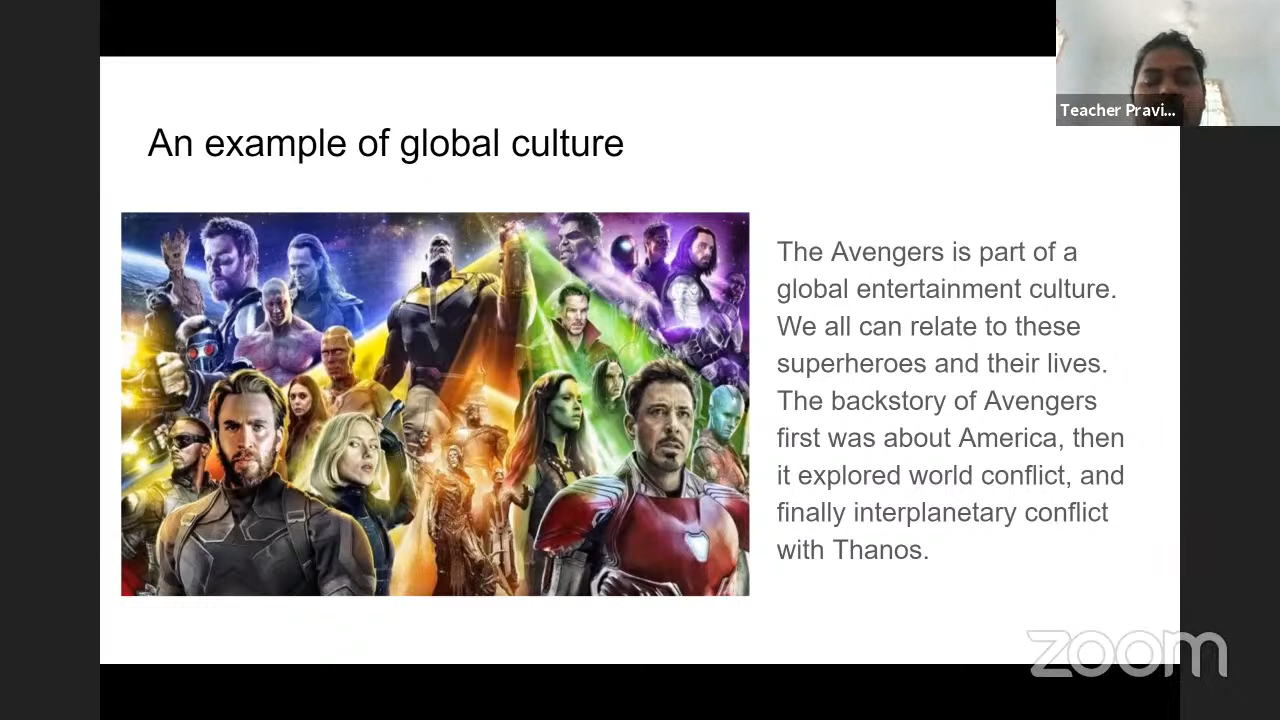 Teacher Pravi...
An example of global culture
The Avengers is part of a
global entertainment culture.
We all can relate to these
superheroes and their lives.
The backstory of Avengers
first was about America, then
it explored world conflict, and
finally interplanetary conflict
with Thanos.
zoom